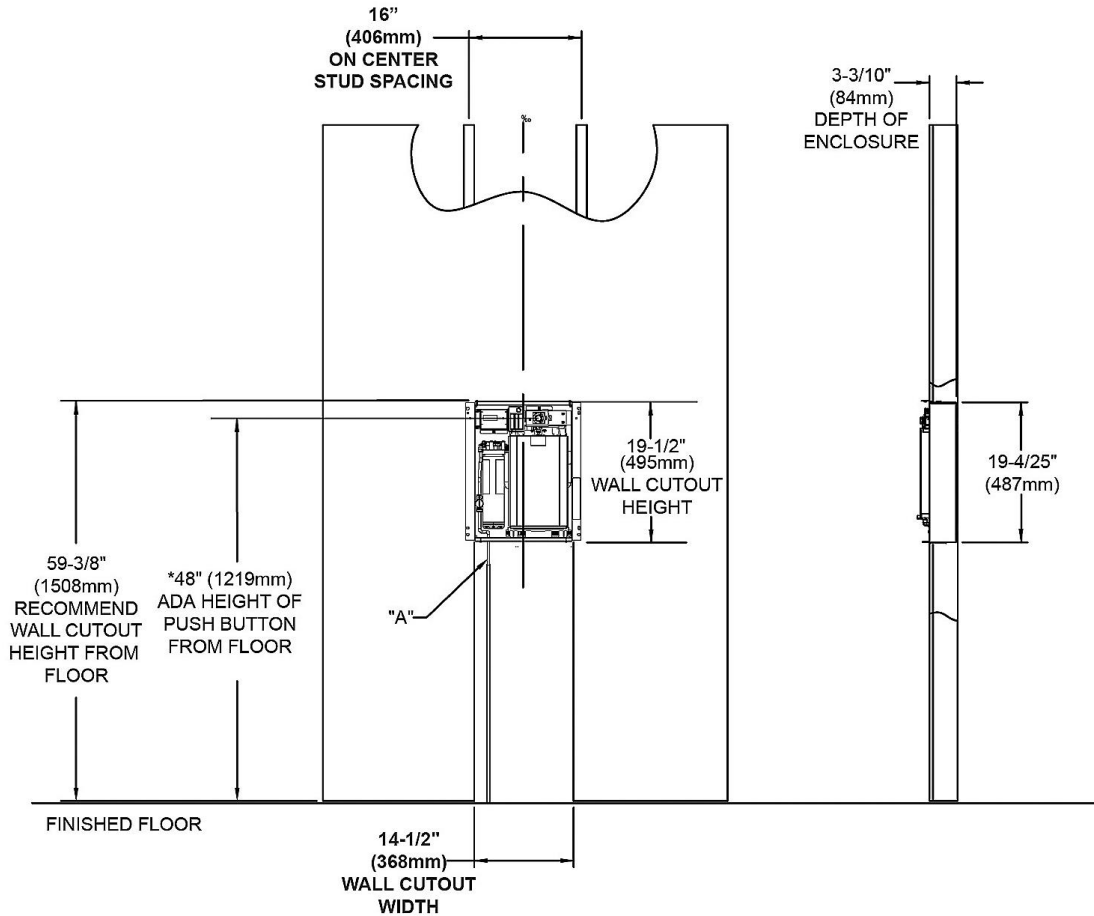 16”
(406mm)
ON CENTER
STUD SPACING
3-3/10"
(84mm)
DEPTH OF
ENCLOSURE
‰
19-1/2"
(495mm)
WALL CUTOUT
HEIGHT
19-4/25"
(487mm)
59-3/8"
(1508mm)
RECOMMEND
WALL CUTOUT
HEIGHT FROM
FLOOR
*48" (1219mm)
ADA HEIGHT OF
PUSH BUTTON
FROM FLOOR
"A"
FINISHED FLOOR
14-1/2"
(368mm)
WALL CUTOUT
WIDTH